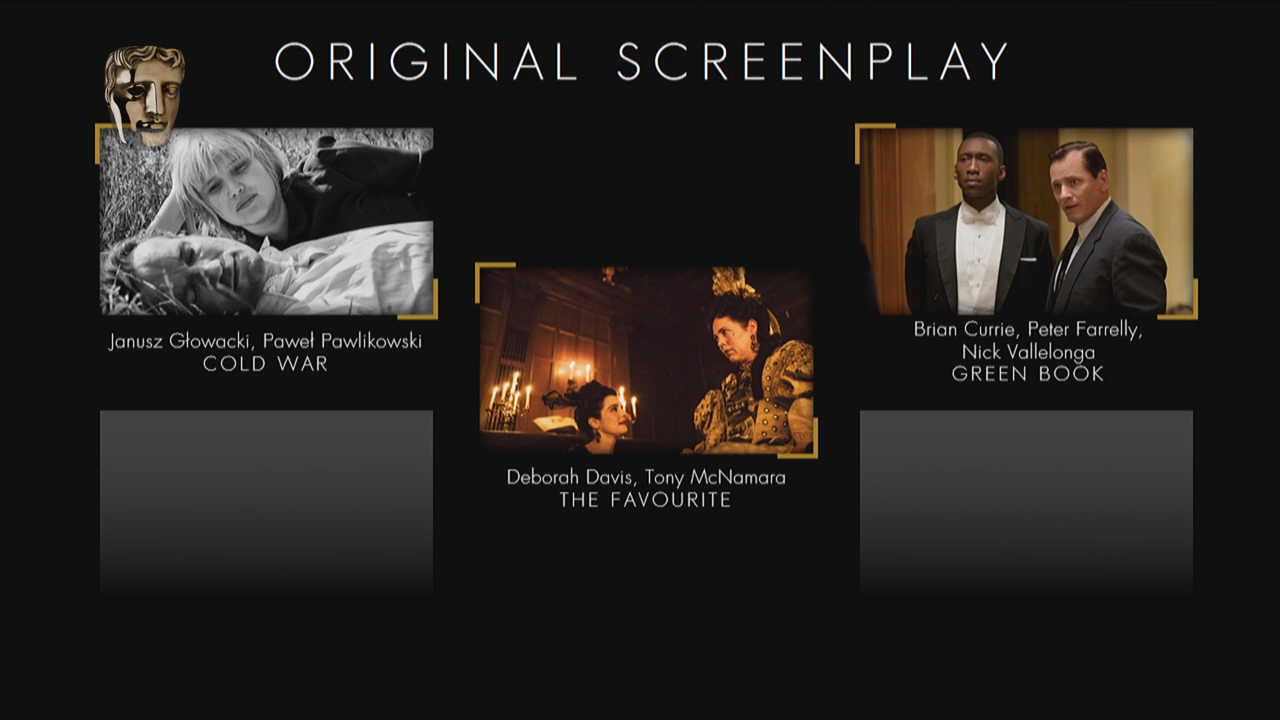 ORIGINAL SCREENPLAY
Janusz Głowacki, Paweł Pawlikowski
COLD WAR
Deborah Davis, Tony McNamara
THE FAVOURITE
Brian Currie, Peter Farrelly,
Nick Vallelonga
GREEN BOOK